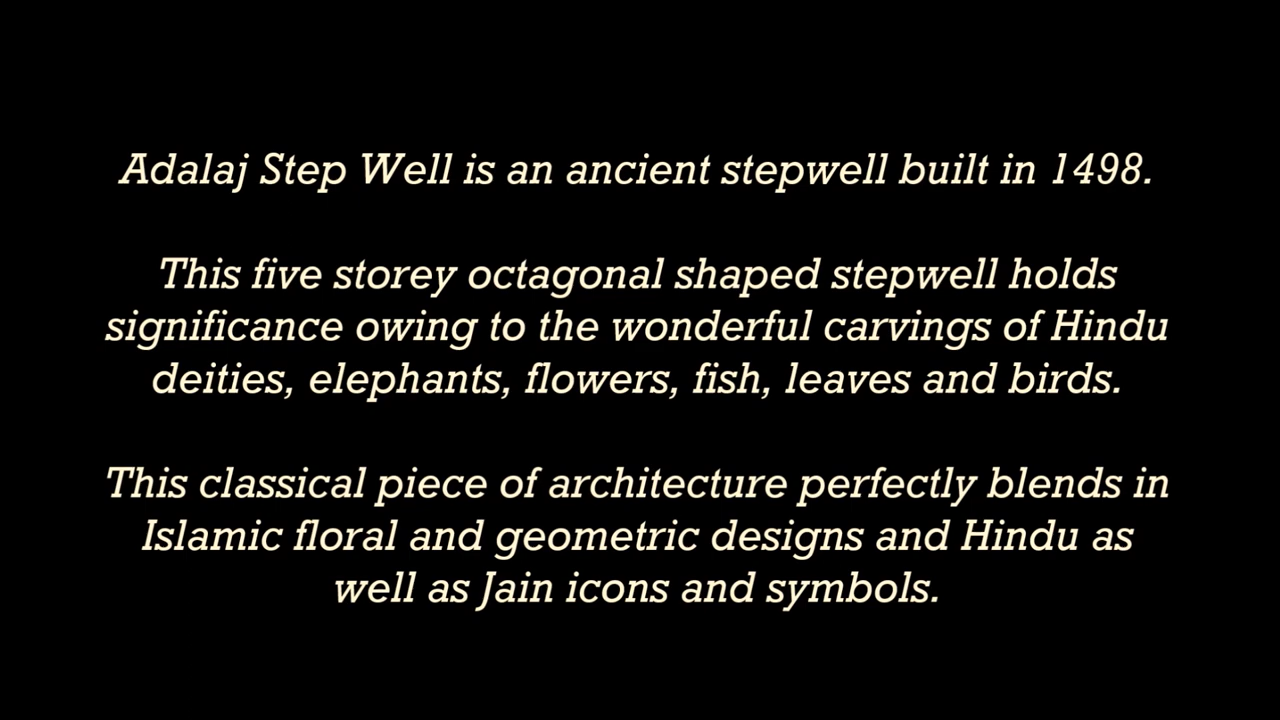 Adalaj Step Well is an ancient stepwell built in 1498.
This five storey octagonal shaped stepwell holds
significance owing to the wonderful carvings of Hindu
deities, elephants, flowers, fish, leaves and birds.
This classical piece of architecture perfectly blends in
Islamic floral and geometric designs and Hindu as
well as Jain icons and symbols.